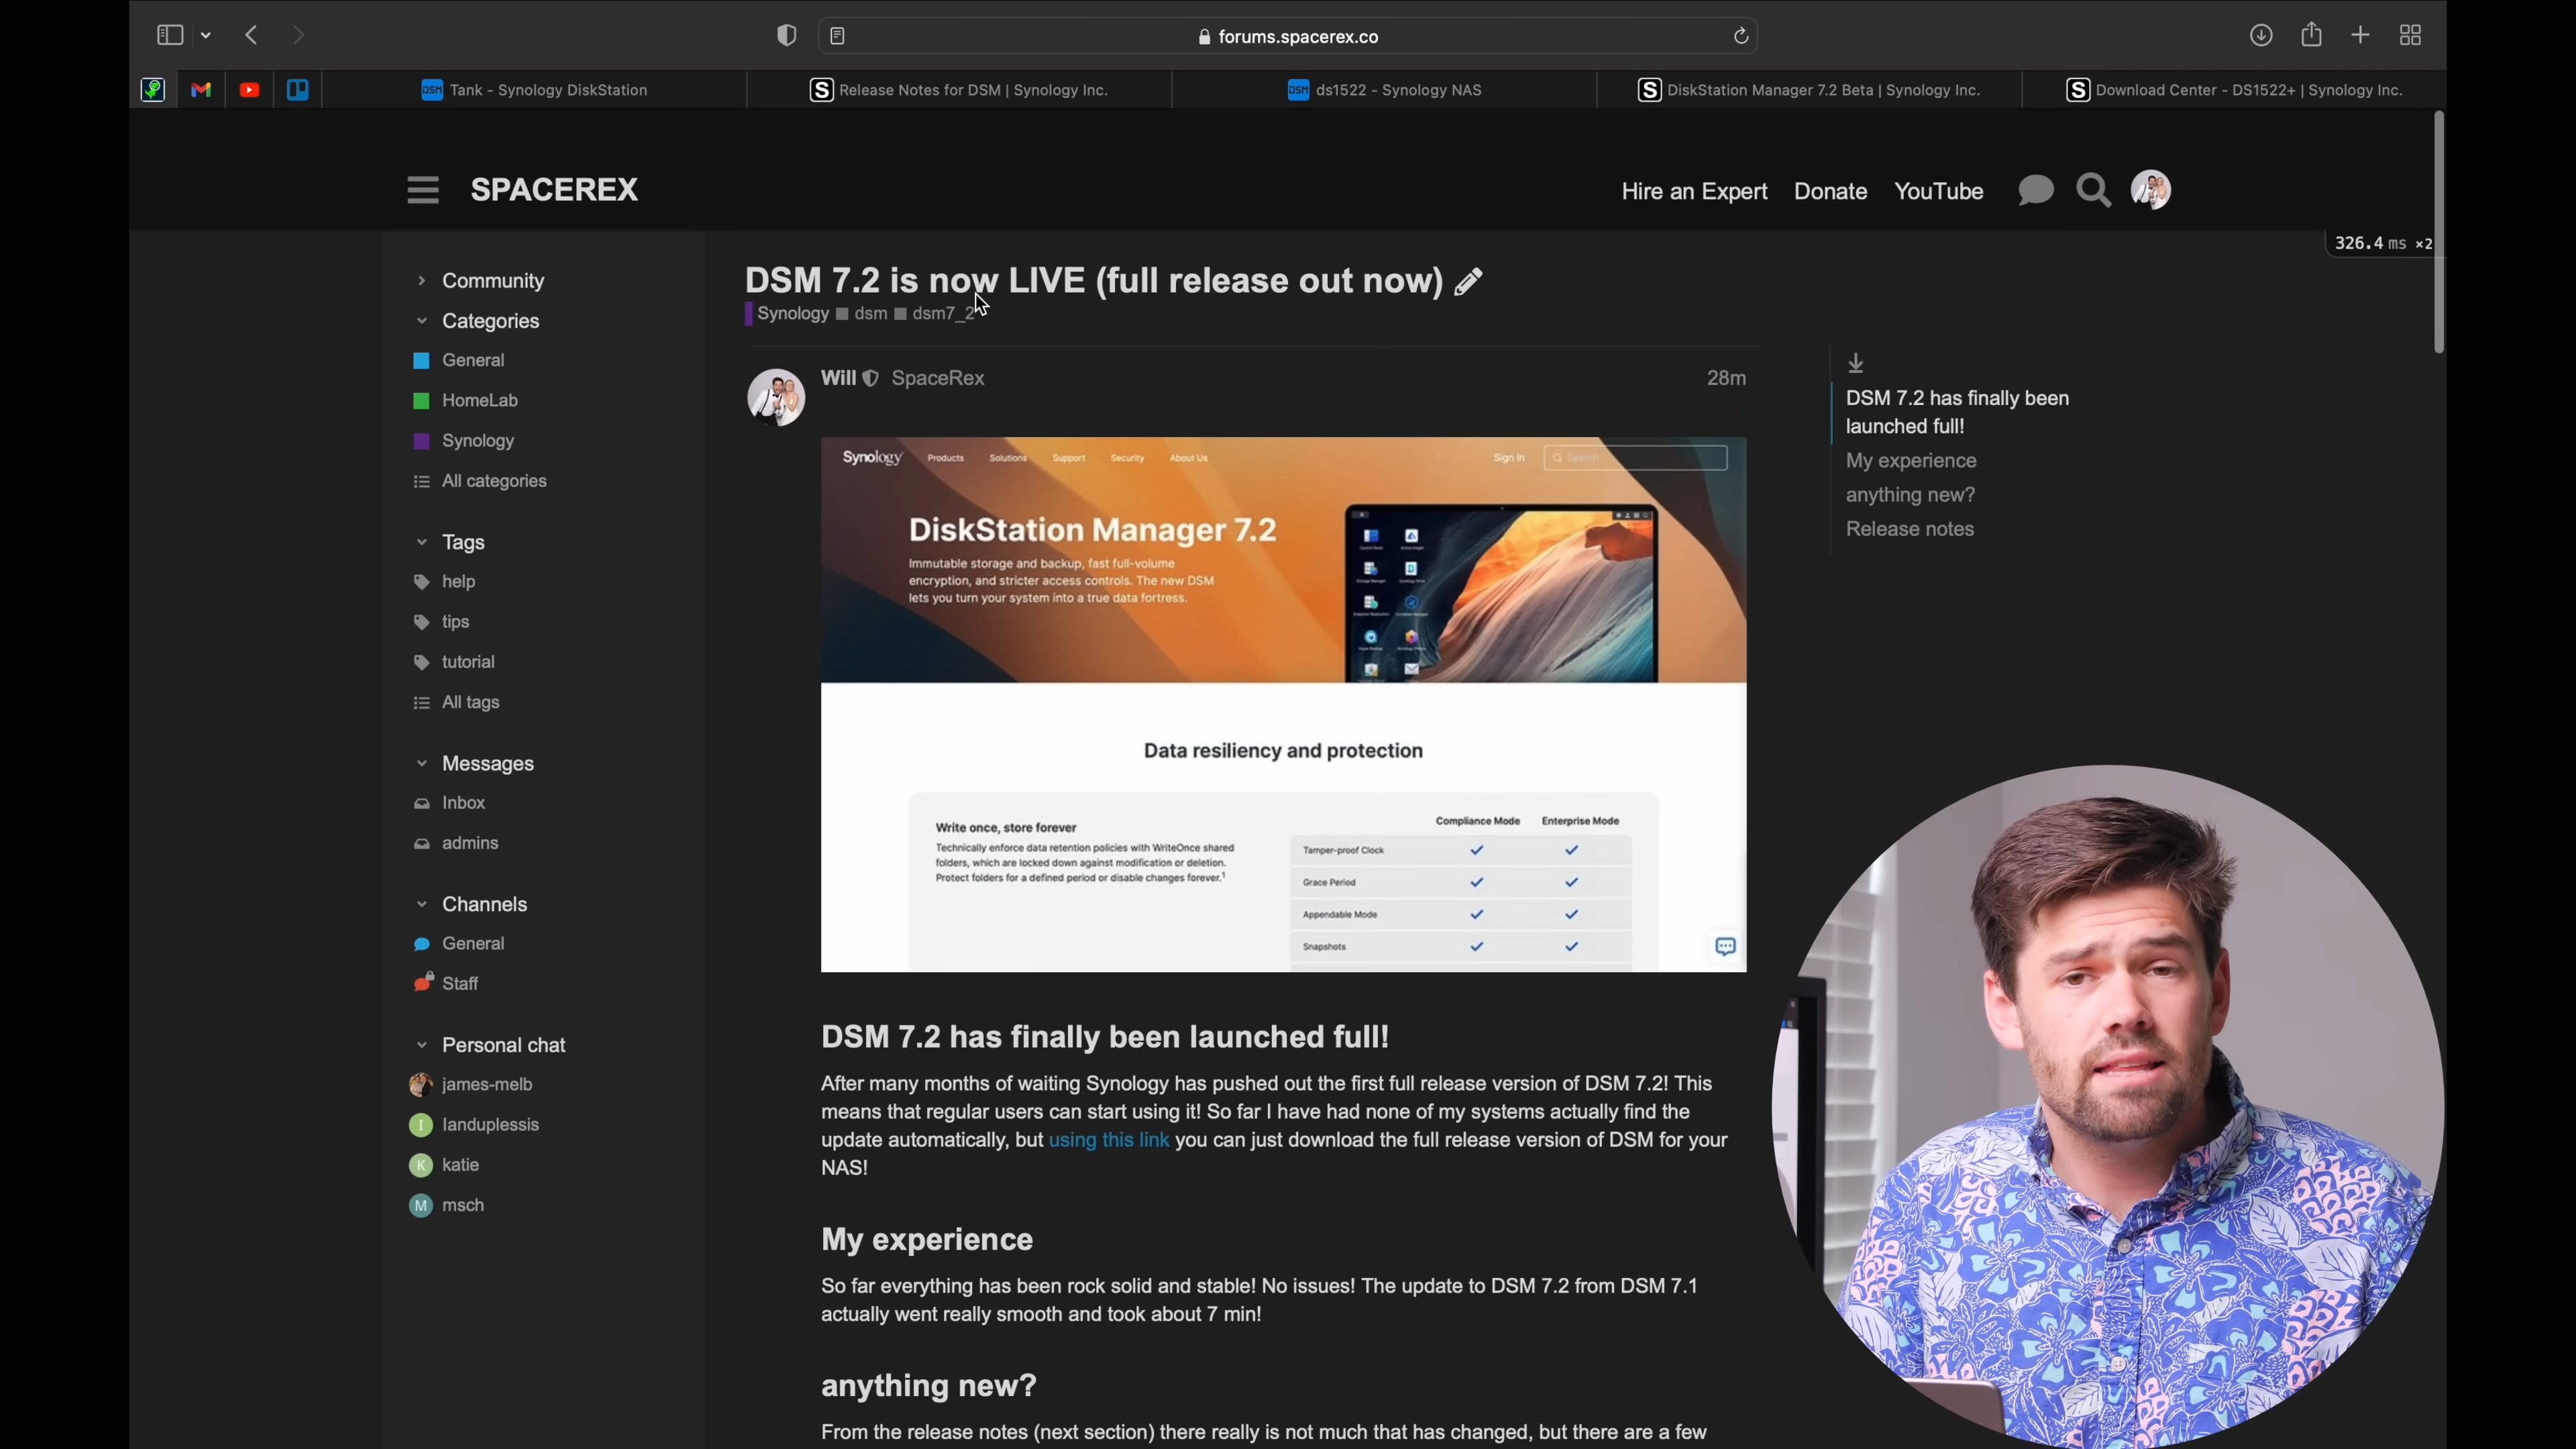 forums.spacerex.co
Tank - Synology DiskStation
Release Notes for DSM | Synology Inc.
ds1522 - Synology NAS
DiskStation Manager 7.2 Beta | Synology Inc.
Download Center - DS1522+ | Synology Inc.
SPACEREX
Hire an Expert
Donate
YouTube
326.4 ms ×2
Community
Categories
General
HomeLab
Synology
All categories
Tags
help
tips
tutorial
All tags
Messages
Inbox
admins
Channels
General
Staff
Personal chat
james-melb
I landuplessis
K katie
M msch
DSM 7.2 is now LIVE (full release out now)
Synology dsm dsm7_2
Will SpaceRex
28m
Synology Products Solutions Support Security About Us Sign In Search
DiskStation Manager 7.2
Immutable storage and backup, fast full-volume
encryption, and stricter access controls. The new DSM
lets you turn your system into a true data fortress.
Data resiliency and protection
Write once, store forever
Technically enforce data retention policies with WriteOnce shared
folders, which are locked down against modification or deletion.
Protect folders for a defined period or disable changes forever.¹
Compliance Mode Enterprise Mode
Tamper-proof Clock
Grace Period
Appendable Mode
Snapshots
DSM 7.2 has finally been launched full!
After many months of waiting Synology has pushed out the first full release version of DSM 7.2! This
means that regular users can start using it! So far I have had none of my systems actually find the
update automatically, but using this link you can just download the full release version of DSM for your
NAS!
My experience
So far everything has been rock solid and stable! No issues! The update to DSM 7.2 from DSM 7.1
actually went really smooth and took about 7 min!
anything new?
From the release notes (next section) there really is not much that has changed, but there are a few
DSM 7.2 has finally been
launched full!
My experience
anything new?
Release notes